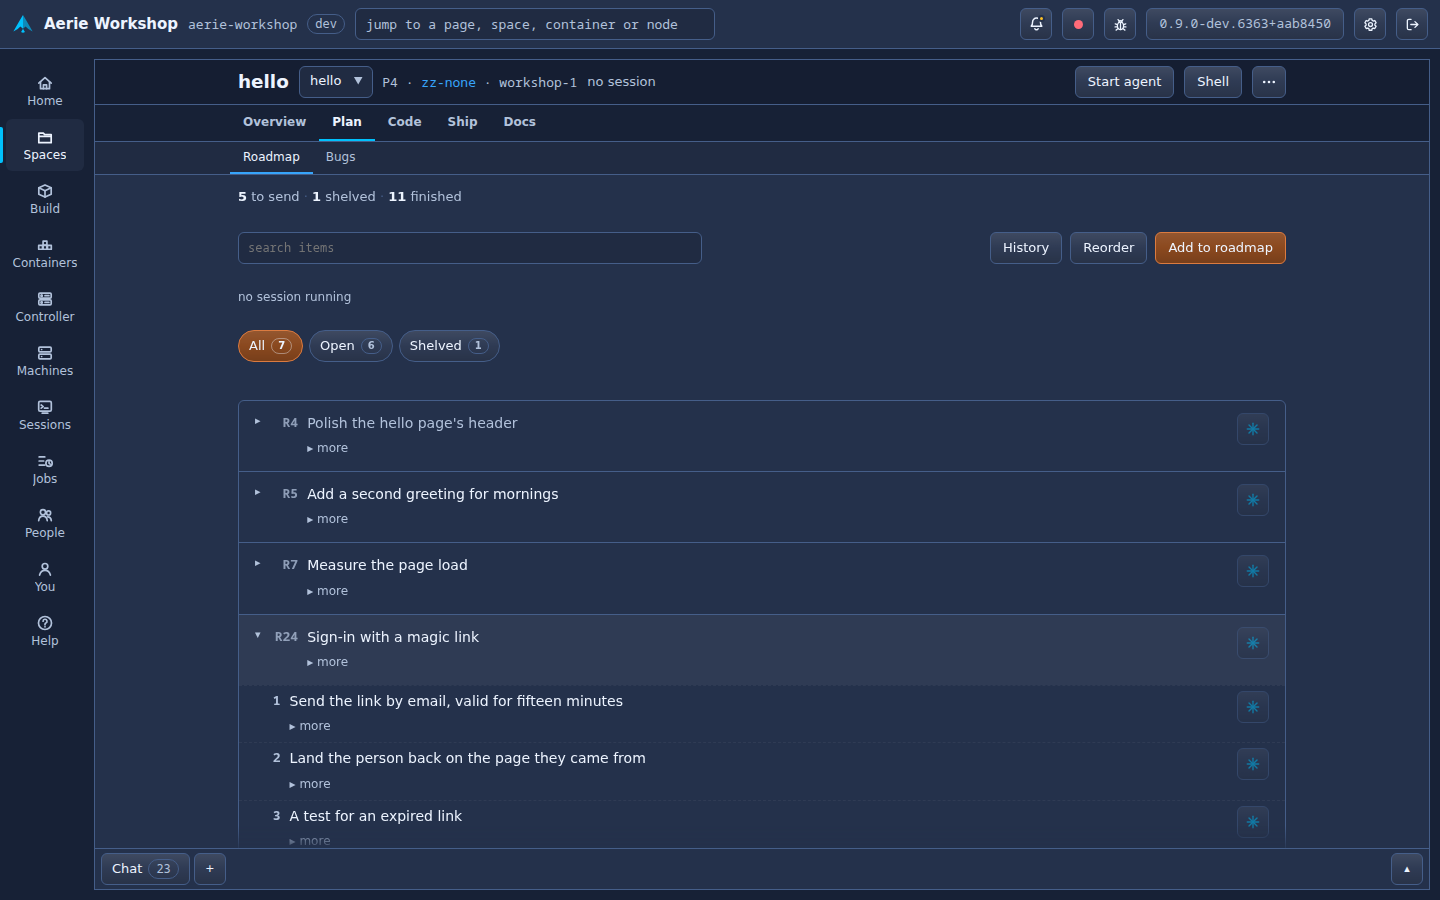 Aerie Workshop aerie-workshop dev jump to a page, space, container or node 0.9.0-dev.6363+aab8450
Home
Spaces
Build
Containers
Controller
Machines
Sessions
Jobs
People
You
Help
hello hello P4 · zz-none · workshop-1 no session Start agent Shell ...
Overview Plan Code Ship Docs
Roadmap Bugs
5 to send · 1 shelved · 11 finished
search items History Reorder Add to roadmap
no session running
All 7 Open 6 Shelved 1
R4 Polish the hello page's header
more
R5 Add a second greeting for mornings
more
R7 Measure the page load
more
R24 Sign-in with a magic link
more
1 Send the link by email, valid for fifteen minutes
more
2 Land the person back on the page they came from
more
3 A test for an expired link
more
Chat 23 +